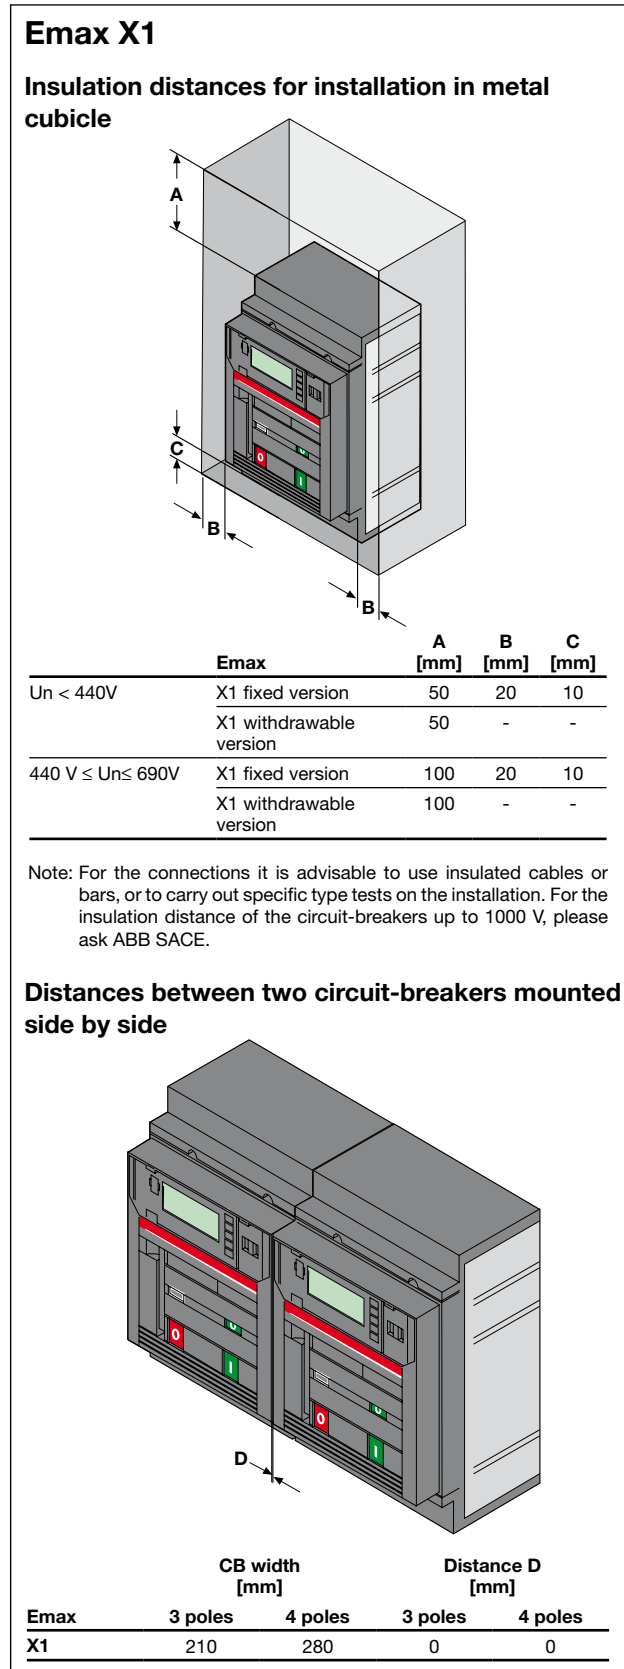 Emax X1
Insulation distances for installation in metal
cubicle
A
C
O
I
B
B
Emax A [mm] B [mm] C [mm]
Un < 440V X1 fixed version 50 20 10
X1 withdrawable version 50 - -
440 V ≤ Un≤ 690V X1 fixed version 100 20 10
X1 withdrawable version 100 - -
Note: For the connections it is advisable to use insulated cables or
bars, or to carry out specific type tests on the installation. For the
insulation distance of the circuit-breakers up to 1000 V, please
ask ABB SACE.
Distances between two circuit-breakers mounted
side by side
O
I
O
I
D
CB width Distance D
[mm] [mm]
Emax 3 poles 4 poles 3 poles 4 poles
X1 210 280 0 0